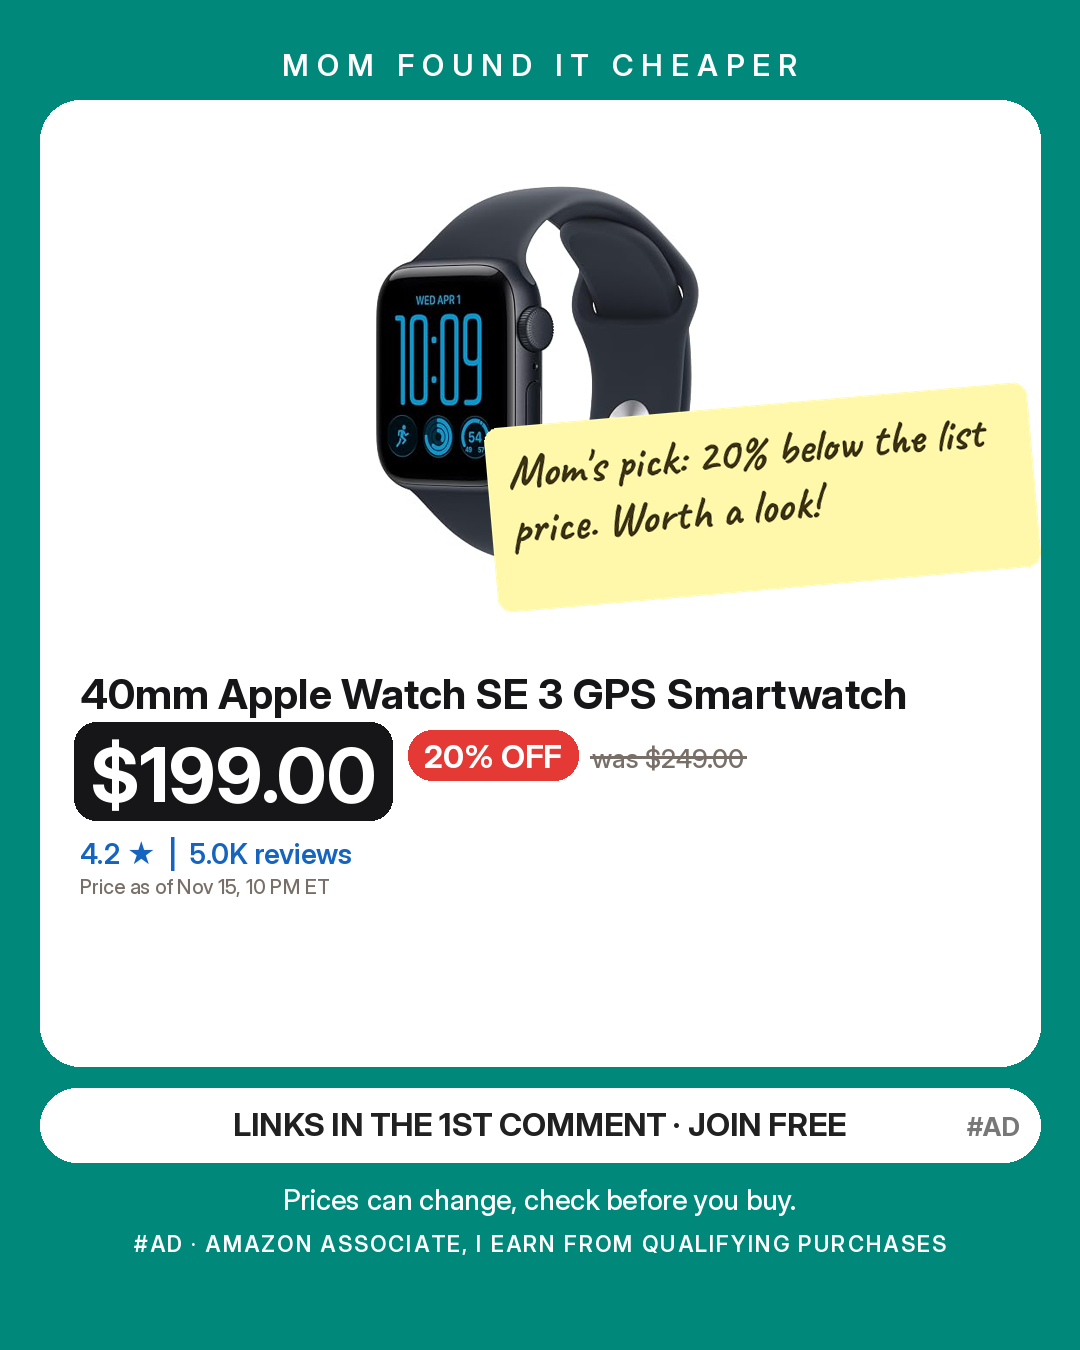 MOM FOUND IT CHEAPER
WED APR 1
10:09
54
49 57
Mom's pick: 20% below the list
price. Worth a look!
40mm Apple Watch SE 3 GPS Smartwatch
$199.00
20% OFF
was $249.00
4.2 ★ | 5.0K reviews
Price as of Nov 15, 10 PM ET
LINKS IN THE 1ST COMMENT · JOIN FREE
#AD
Prices can change, check before you buy.
#AD · AMAZON ASSOCIATE, I EARN FROM QUALIFYING PURCHASES